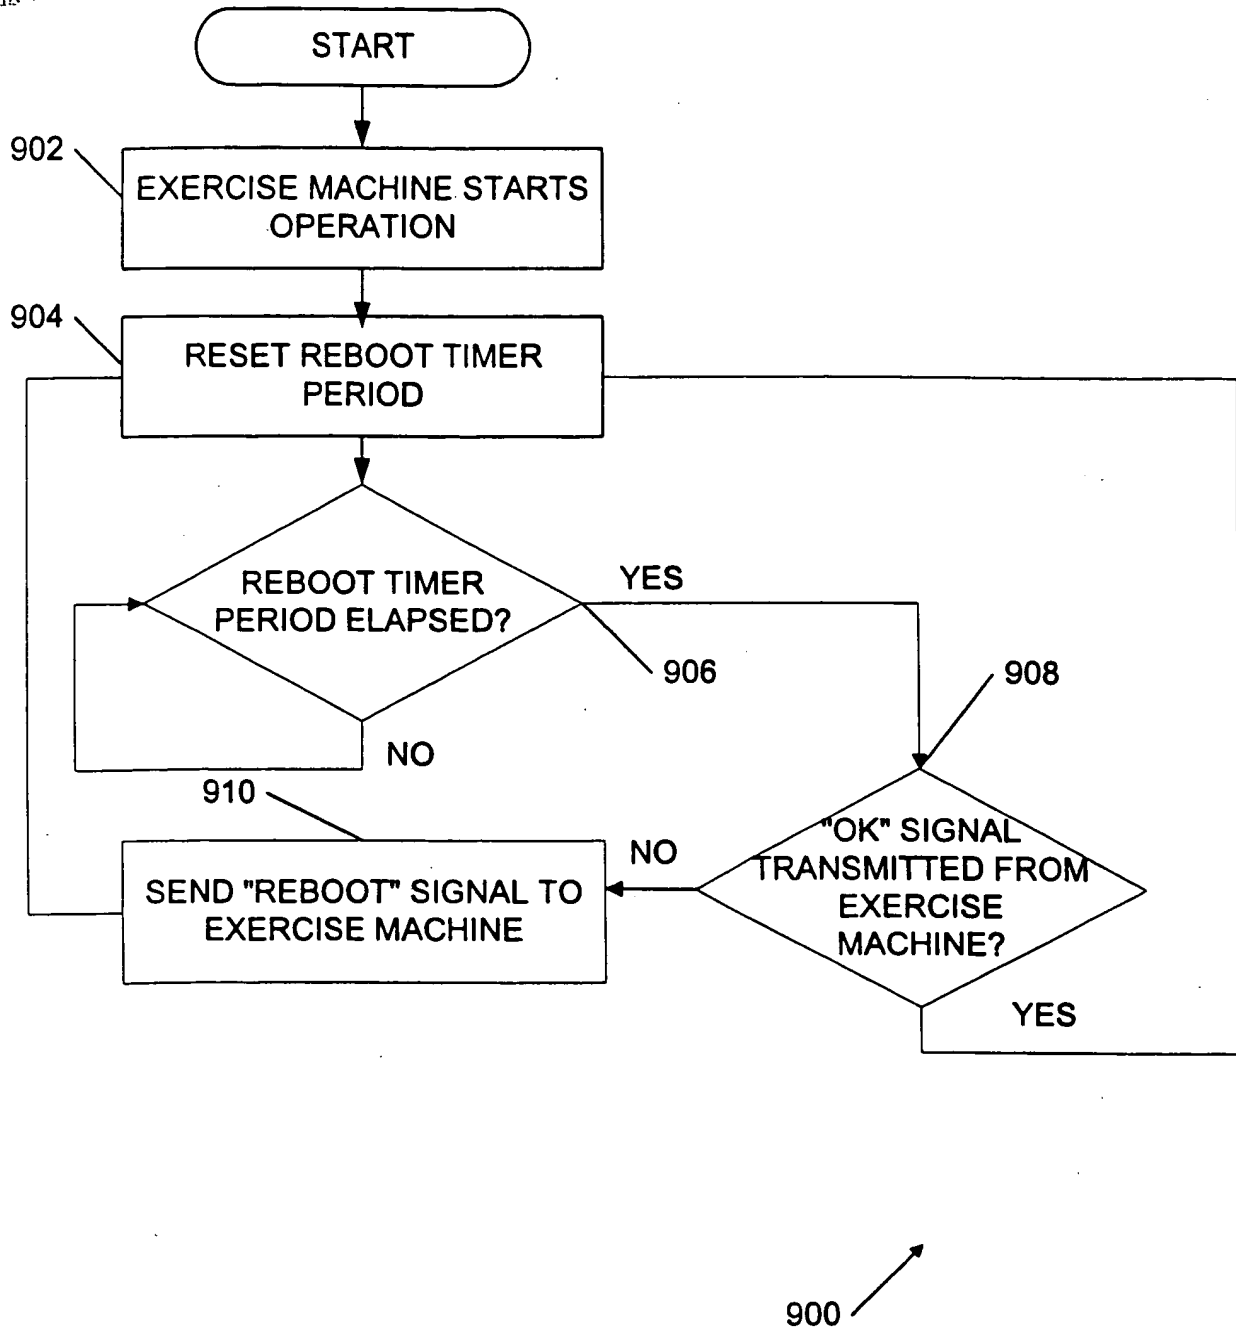 START
902
EXERCISE MACHINE STARTS
OPERATION
904
RESET REBOOT TIMER
PERIOD
REBOOT TIMER
PERIOD ELAPSED?
YES
906
908
NO
910
"OK" SIGNAL
TRANSMITTED FROM
EXERCISE
MACHINE?
NO
SEND "REBOOT" SIGNAL TO
EXERCISE MACHINE
YES
900